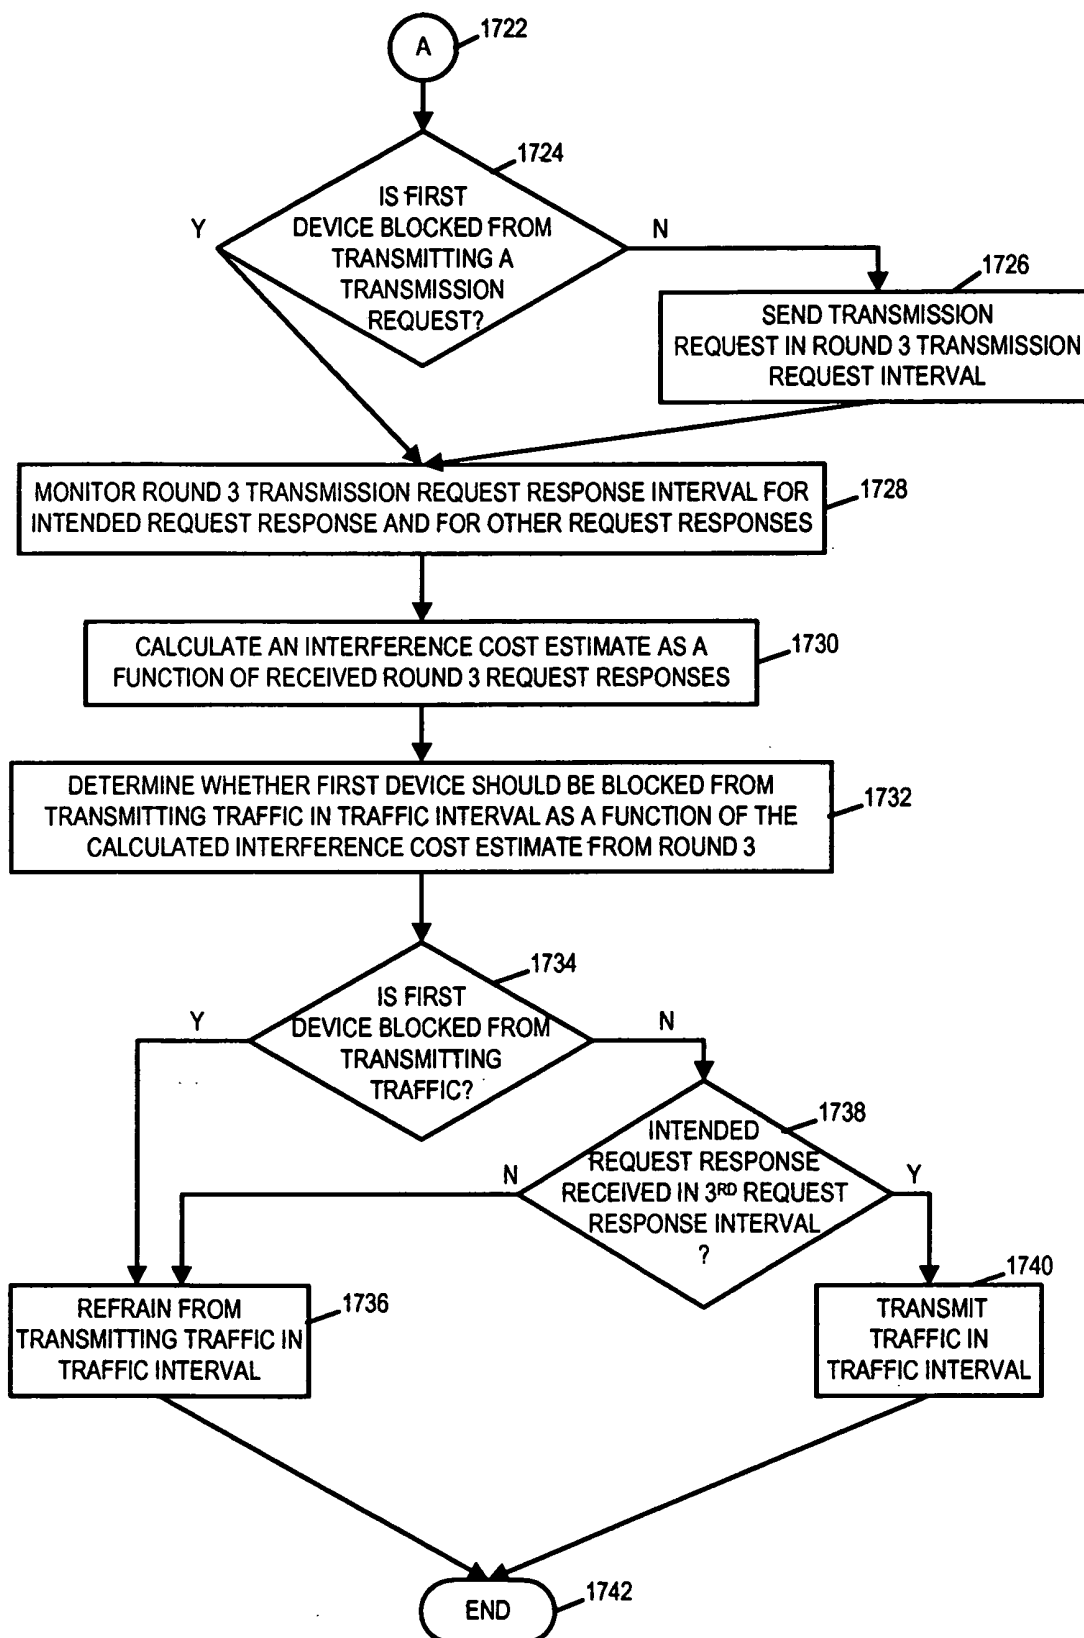 A
1722
1724
IS FIRST
DEVICE BLOCKED FROM
TRANSMITTING A
TRANSMISSION
REQUEST?
Y
N
1726
SEND TRANSMISSION
REQUEST IN ROUND 3 TRANSMISSION
REQUEST INTERVAL
MONITOR ROUND 3 TRANSMISSION REQUEST RESPONSE INTERVAL FOR
INTENDED REQUEST RESPONSE AND FOR OTHER REQUEST RESPONSES
1728
CALCULATE AN INTERFERENCE COST ESTIMATE AS A
FUNCTION OF RECEIVED ROUND 3 REQUEST RESPONSES
1730
DETERMINE WHETHER FIRST DEVICE SHOULD BE BLOCKED FROM
TRANSMITTING TRAFFIC IN TRAFFIC INTERVAL AS A FUNCTION OF THE
CALCULATED INTERFERENCE COST ESTIMATE FROM ROUND 3
1732
1734
IS FIRST
DEVICE BLOCKED FROM
TRANSMITTING
TRAFFIC?
Y
N
1738
INTENDED
REQUEST RESPONSE
RECEIVED IN 3RD REQUEST
RESPONSE INTERVAL
?
N
Y
REFRAIN FROM
TRANSMITTING TRAFFIC IN
TRAFFIC INTERVAL
1736
1740
TRANSMIT
TRAFFIC IN
TRAFFIC INTERVAL
END
1742